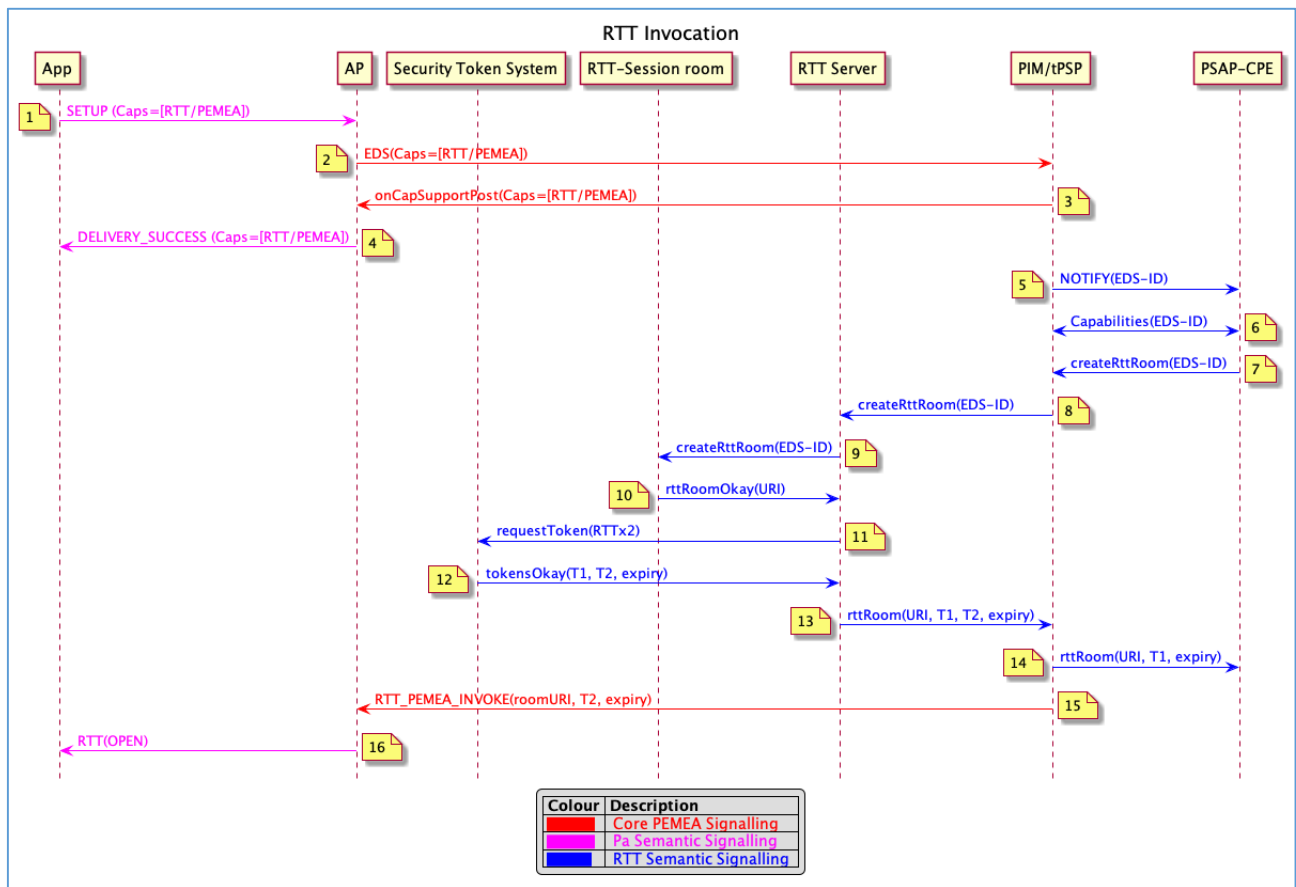 RTT Invocation
App AP Security Token System RTT-Session room RTT Server PIM/tPSP PSAP-CPE
1 SETUP (Caps=[RTT/PEMEA])
2 EDS(Caps=[RTT/PEMEA])
onCapSupportPost(Caps=[RTT/PEMEA]) 3
DELIVERY_SUCCESS (Caps=[RTT/PEMEA]) 4
5 NOTIFY(EDS-ID)
Capabilities(EDS-ID) 6
createRttRoom(EDS-ID) 7
createRttRoom(EDS-ID) 8
createRttRoom(EDS-ID) 9
10 rttRoomOkay(URI)
requestToken(RTTx2) 11
12 tokensOkay(T1, T2, expiry)
13 rttRoom(URI, T1, T2, expiry)
14 rttRoom(URI, T1, expiry)
RTT_PEMEA_INVOKE(roomURI, T2, expiry) 15
RTT(OPEN) 16
Colour Description
Core PEMEA Signalling
Pa Semantic Signalling
RTT Semantic Signalling